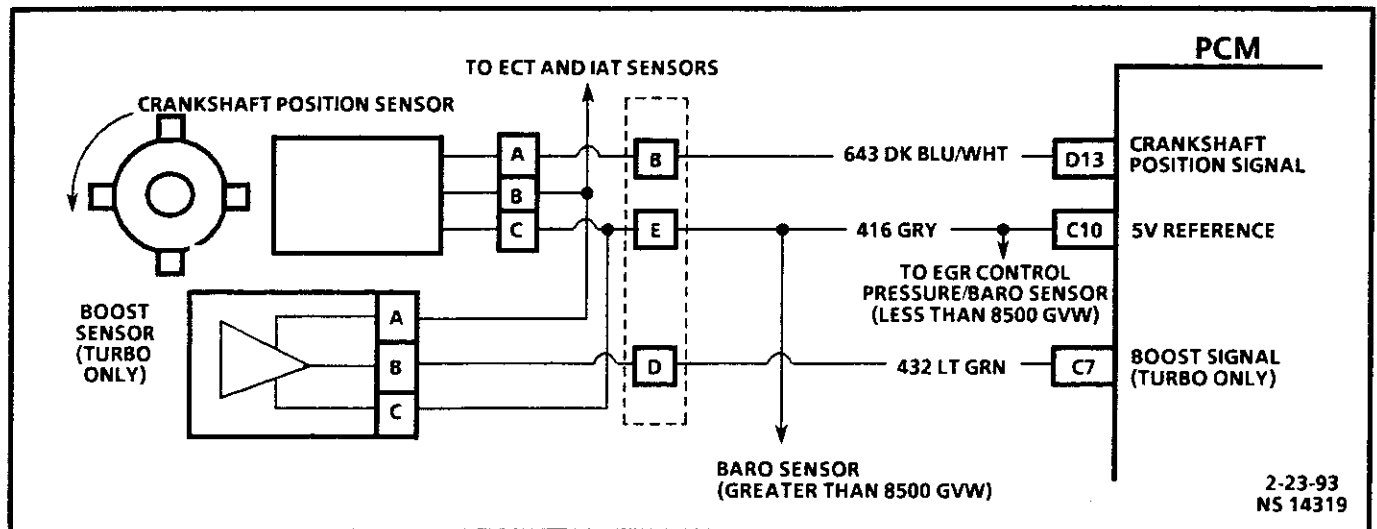 PCM
TO ECT AND IAT SENSORS
CRANKSHAFT POSITION SENSOR
A
B
C
B
E
D
643 DK BLU/WHT
D13
CRANKSHAFT
POSITION SIGNAL
416 GRY
C10
5V REFERENCE
TO EGR CONTROL
PRESSURE/BARO SENSOR
(LESS THAN 8500 GVW)
BOOST
SENSOR
(TURBO
ONLY)
A
B
C
432 LT GRN
C7
BOOST SIGNAL
(TURBO ONLY)
BARO SENSOR
(GREATER THAN 8500 GVW)
2-23-93
NS 14319